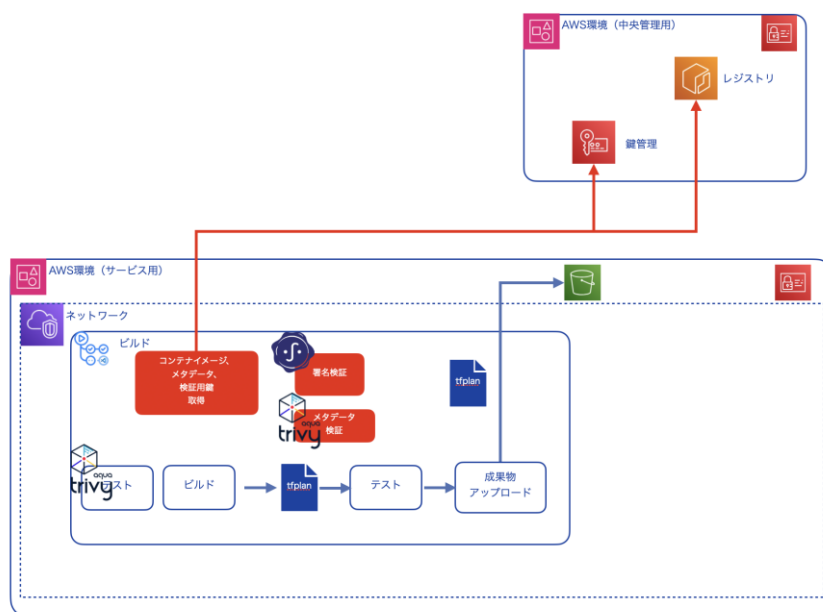 AWS環境（中央管理用）
レジストリ
鍵管理
AWS環境（サービス用）
ネットワーク
ビルド
コンテナイメージ、
メタデータ、
検証用鍵
取得
署名検証
tfplan
メタデータ
検証
aqua
trivy
aqua
trivy
テスト
ビルド
tfplan
テスト
成果物
アップロード